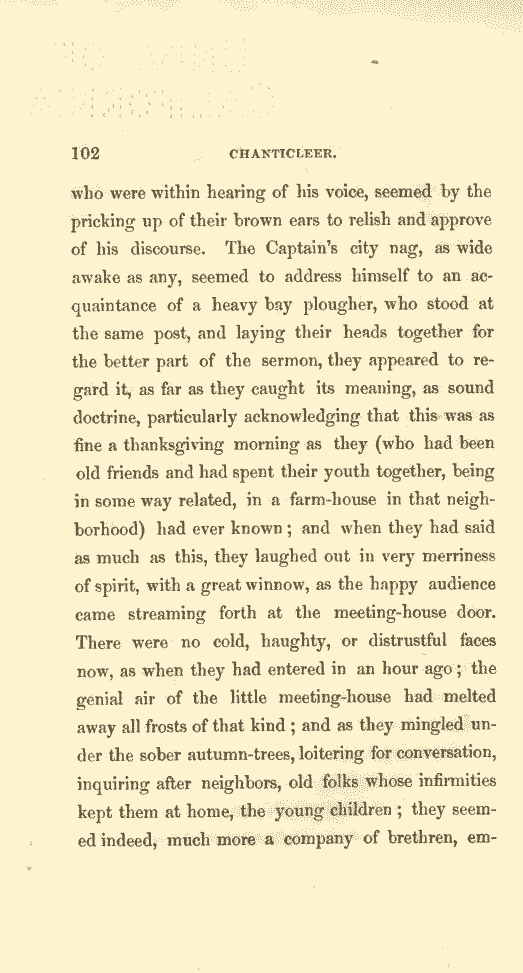 102 CHANTICLEER.
who were within hearing of his voice, seemed by the
pricking up of their brown ears to relish and approve
of his discourse. The Captain's city nag, as wide
awake as any, seemed to address himself to an ac-
quaintance of a heavy bay plougher, who stood at
the same post, and laying their heads together for
the better part of the sermon, they appeared to re-
gard it, as far as they caught its meaning, as sound
doctrine, particularly acknowledging that this was as
fine a thanksgiving morning as they (who had been
old friends and had spent their youth together, being
in some way related, in a farm-house in that neigh-
borhood) had ever known; and when they had said
as much as this, they laughed out in very merriness
of spirit, with a great winnow, as the happy audience
came streaming forth at the meeting-house door.
There were no cold, haughty, or distrustful faces
now, as when they had entered in an hour ago; the
genial air of the little meeting-house had melted
away all frosts of that kind; and as they mingled un-
der the sober autumn-trees, loitering for conversation,
inquiring after neighbors, old folks whose infirmities
kept them at home, the young children; they seem-
ed indeed, much more a company of brethren, em-